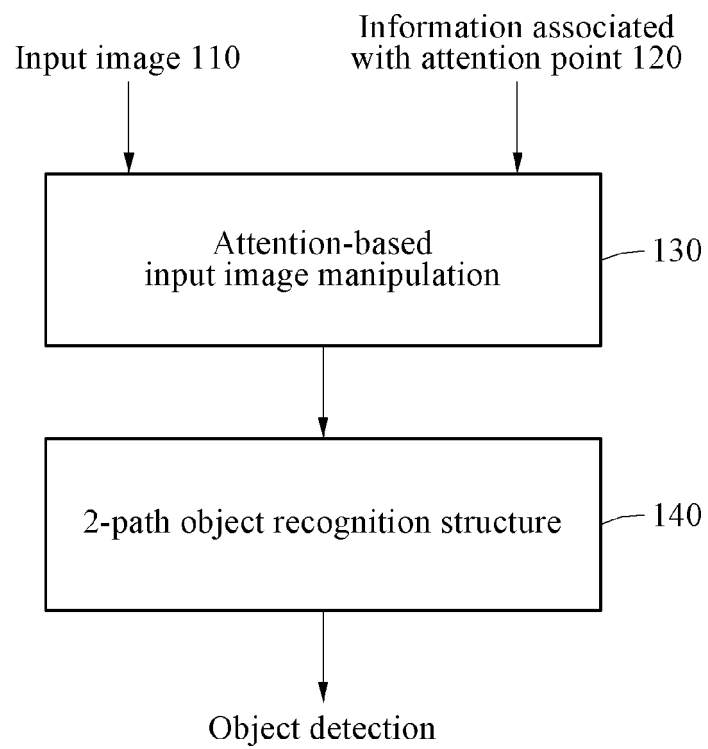 Input image 110
Information associated
with attention point 120
Attention-based
input image manipulation
130
2-path object recognition structure
140
Object detection